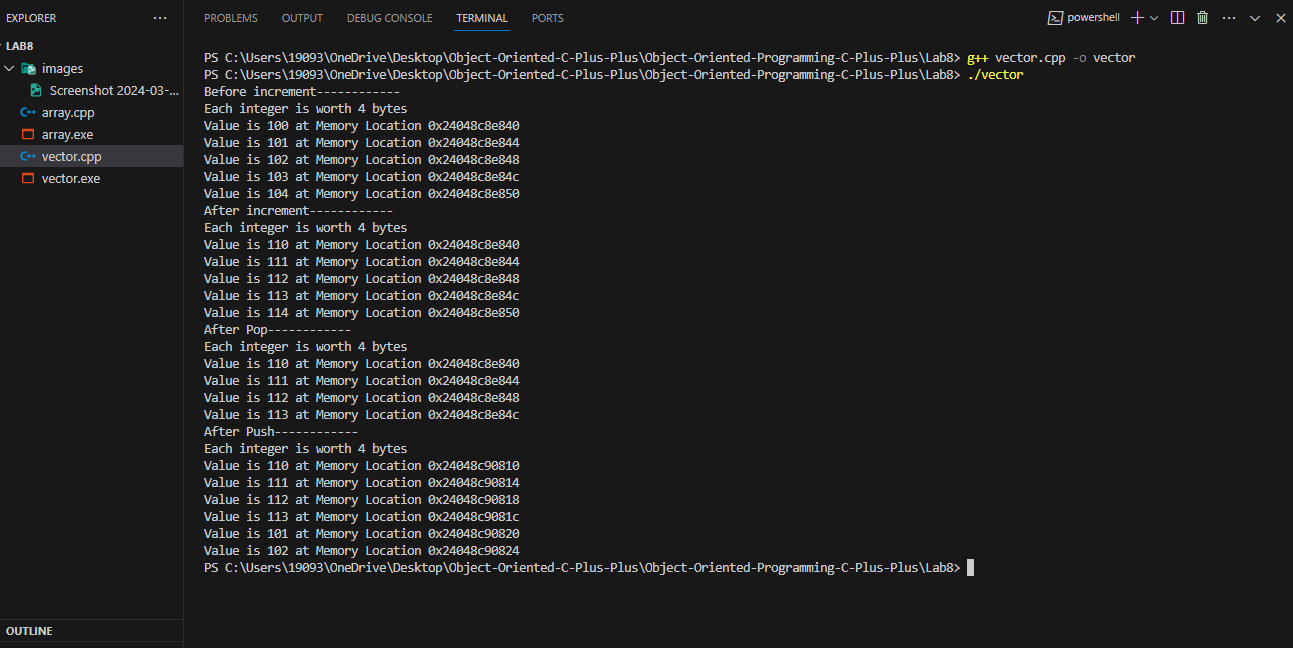 EXPLORER ...
LAB8
images
Screenshot 2024-03-...
array.cpp
array.exe
vector.cpp
vector.exe
OUTLINE
PROBLEMS OUTPUT DEBUG CONSOLE TERMINAL PORTS powershell
PS C:\Users\19093\OneDrive\Desktop\Object-Oriented-C-Plus-Plus\Object-Oriented-Programming-C-Plus-Plus\Lab8> g++ vector.cpp -o vector
PS C:\Users\19093\OneDrive\Desktop\Object-Oriented-C-Plus-Plus\Object-Oriented-Programming-C-Plus-Plus\Lab8> ./vector
Before increment------------
Each integer is worth 4 bytes
Value is 100 at Memory Location 0x24048c8e840
Value is 101 at Memory Location 0x24048c8e844
Value is 102 at Memory Location 0x24048c8e848
Value is 103 at Memory Location 0x24048c8e84c
Value is 104 at Memory Location 0x24048c8e850
After increment------------
Each integer is worth 4 bytes
Value is 110 at Memory Location 0x24048c8e840
Value is 111 at Memory Location 0x24048c8e844
Value is 112 at Memory Location 0x24048c8e848
Value is 113 at Memory Location 0x24048c8e84c
Value is 114 at Memory Location 0x24048c8e850
After Pop------------
Each integer is worth 4 bytes
Value is 110 at Memory Location 0x24048c8e840
Value is 111 at Memory Location 0x24048c8e844
Value is 112 at Memory Location 0x24048c8e848
Value is 113 at Memory Location 0x24048c8e84c
After Push------------
Each integer is worth 4 bytes
Value is 110 at Memory Location 0x24048c90810
Value is 111 at Memory Location 0x24048c90814
Value is 112 at Memory Location 0x24048c90818
Value is 113 at Memory Location 0x24048c9081c
Value is 101 at Memory Location 0x24048c90820
Value is 102 at Memory Location 0x24048c90824
PS C:\Users\19093\OneDrive\Desktop\Object-Oriented-C-Plus-Plus\Object-Oriented-Programming-C-Plus-Plus\Lab8>